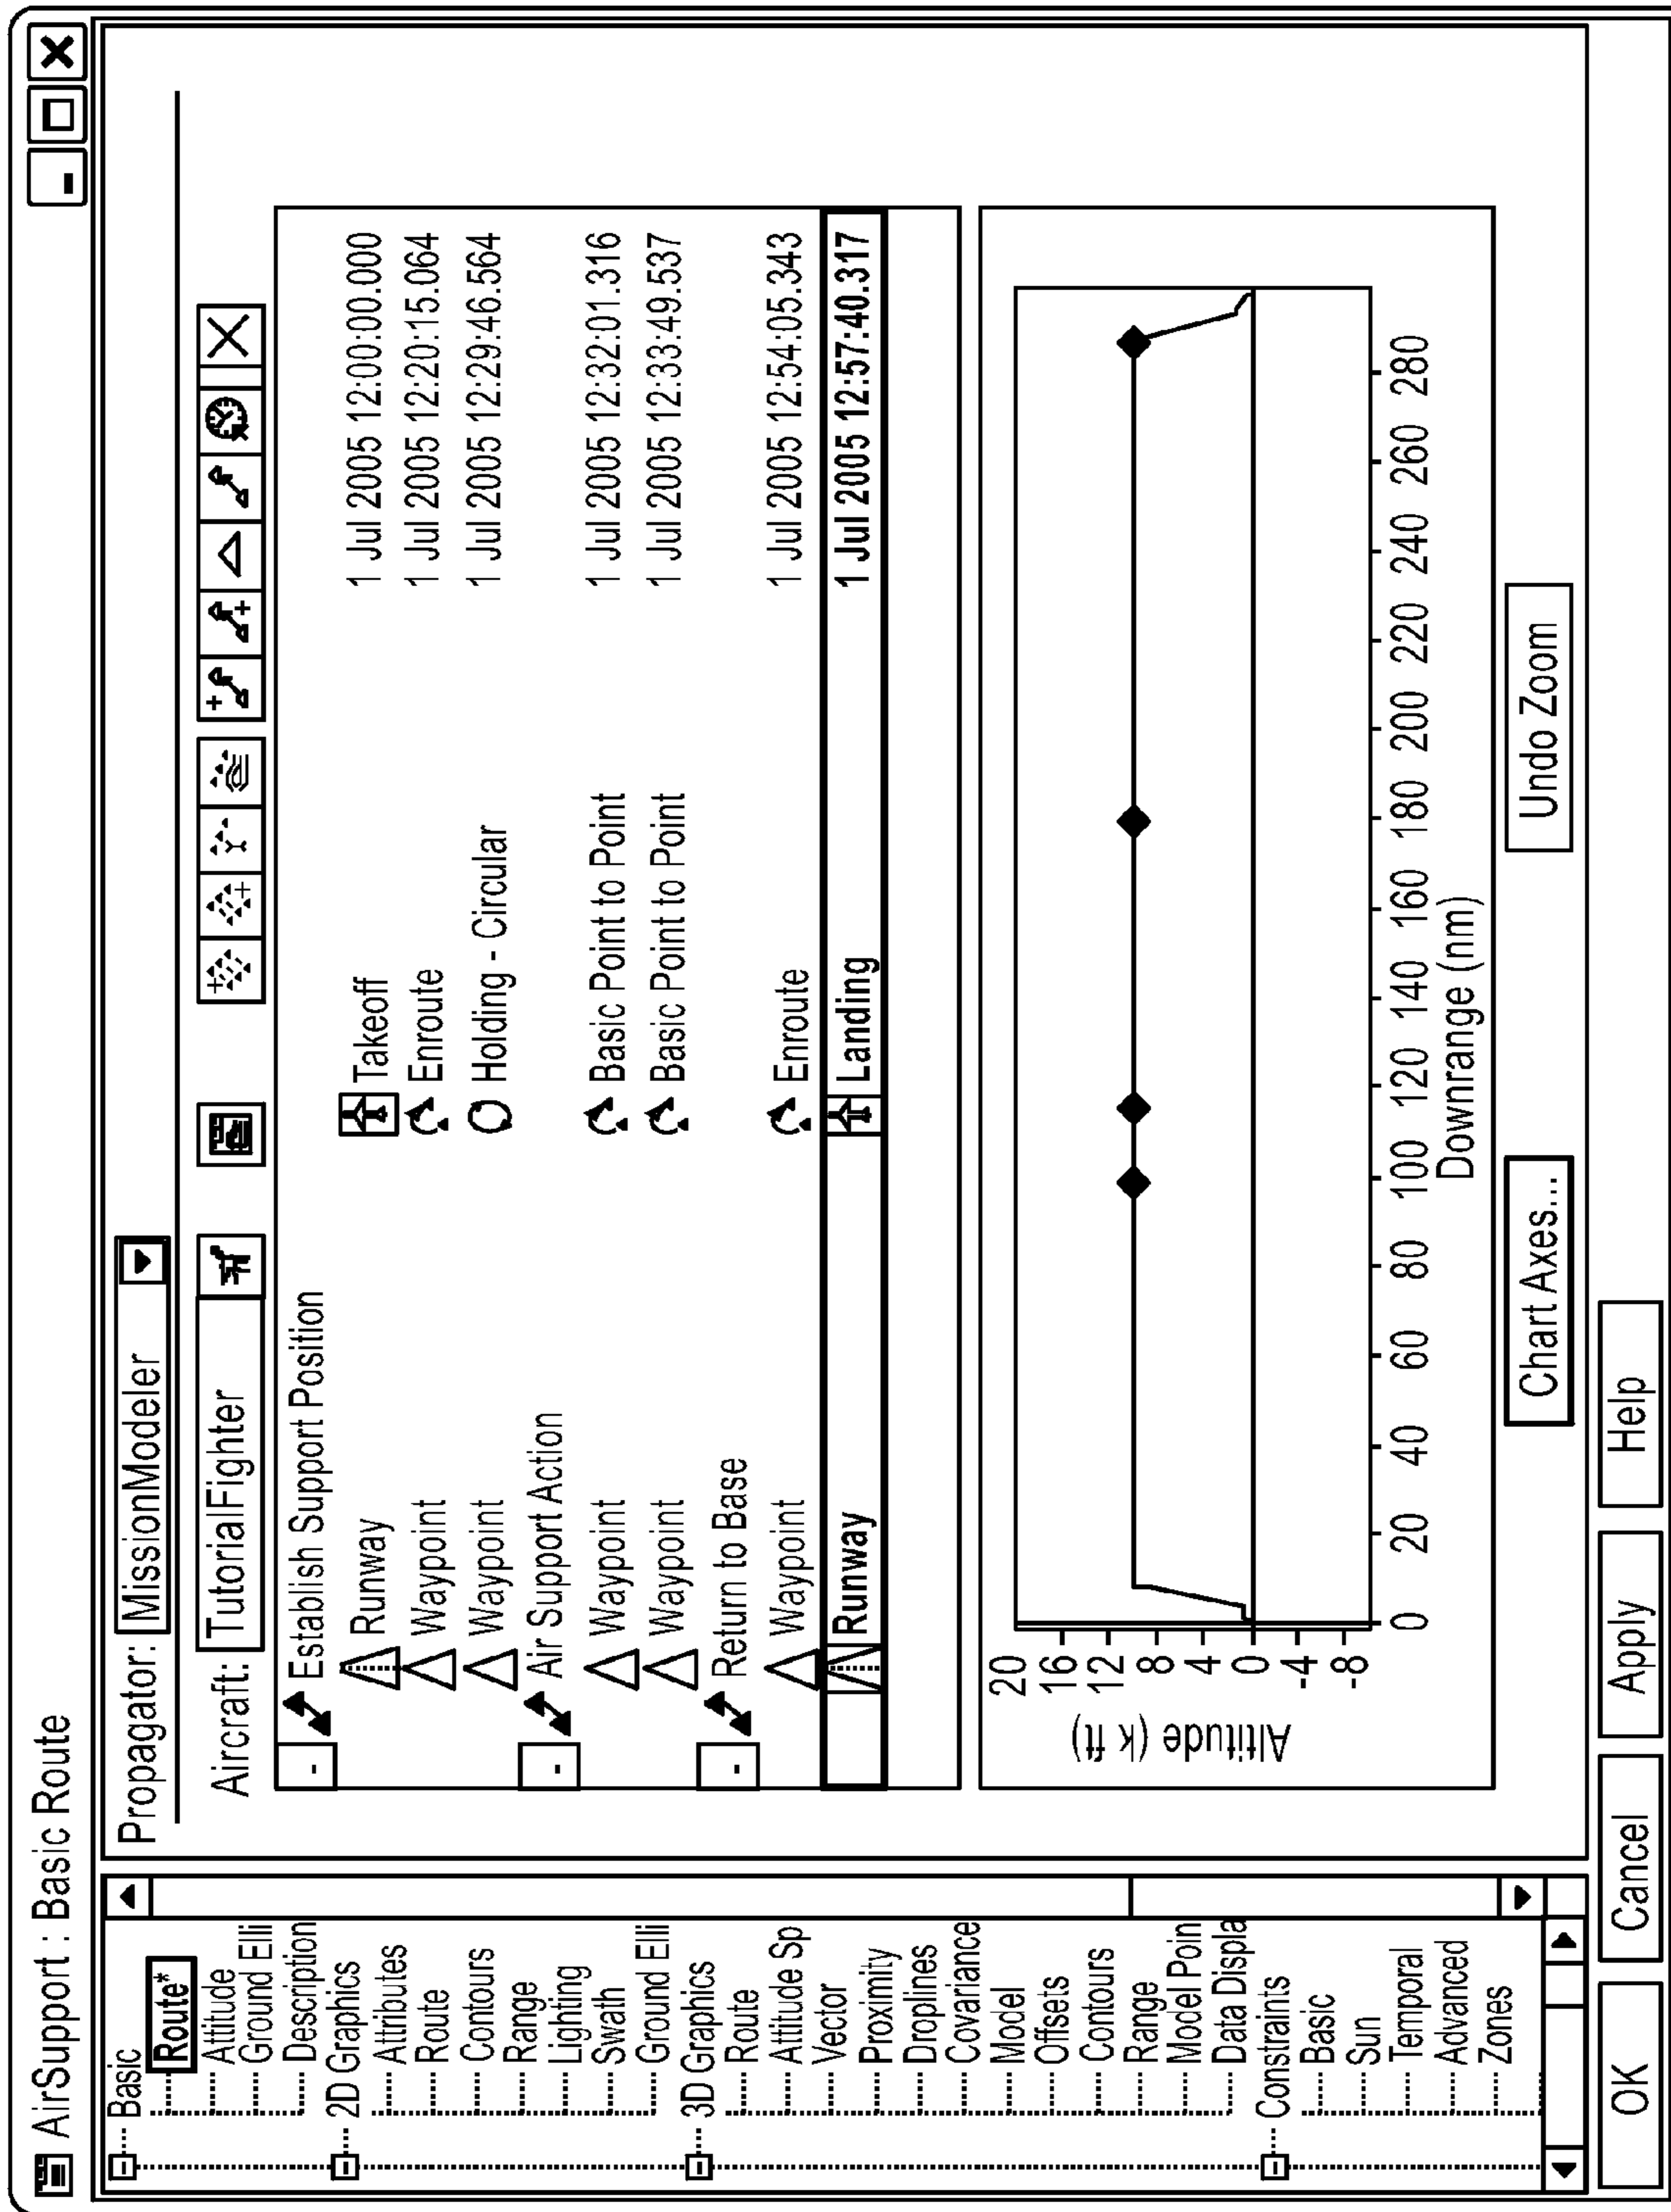 AirSupport : Basic Route
Basic
Route*
Attitude
Ground Elli
Description
2D Graphics
Attributes
Route
Contours
Range
Lighting
Swath
Ground Elli
3D Graphics
Route
Attitude Sp
Vector
Proximity
Droplines
Covariance
Model
Offsets
Contours
Range
Model Poin
Data Displa
Constraints
Basic
Sun
Temporal
Advanced
Zones
Propagator: MissionModeler
Aircraft: TutorialFighter
Establish Support Position
Runway Takeoff 1 Jul 2005 12:00:00.000
Waypoint Enroute 1 Jul 2005 12:20:15.064
Waypoint Holding - Circular 1 Jul 2005 12:29:46.564
Air Support Action
Waypoint Basic Point to Point 1 Jul 2005 12:32:01.316
Waypoint Basic Point to Point 1 Jul 2005 12:33:49.537
Return to Base
Waypoint Enroute 1 Jul 2005 12:54:05.343
Runway Landing 1 Jul 2005 12:57:40.317
Altitude (k ft)
20
16
12
8
4
0
-4
-8
0 20 40 60 80 100 120 140 160 180 200 220 240 260 280
Downrange (nm)
Chart Axes... Undo Zoom
OK Cancel Apply Help